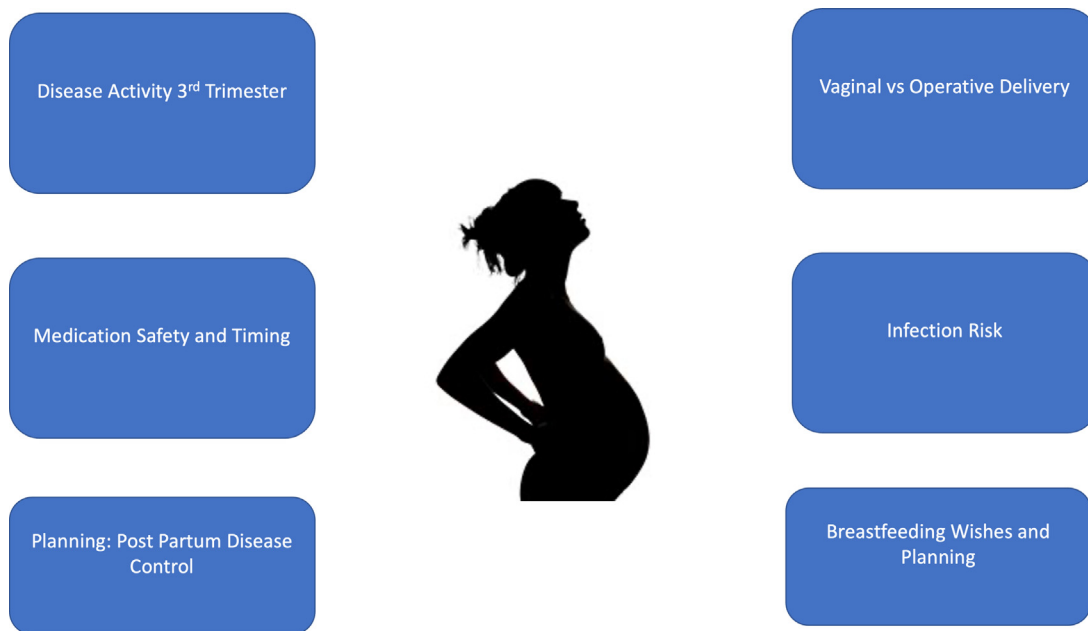 Disease Activity 3rd Trimester
Vaginal vs Operative Delivery
Medication Safety and Timing
Infection Risk
Planning: Post Partum Disease
Control
Breastfeeding Wishes and
Planning